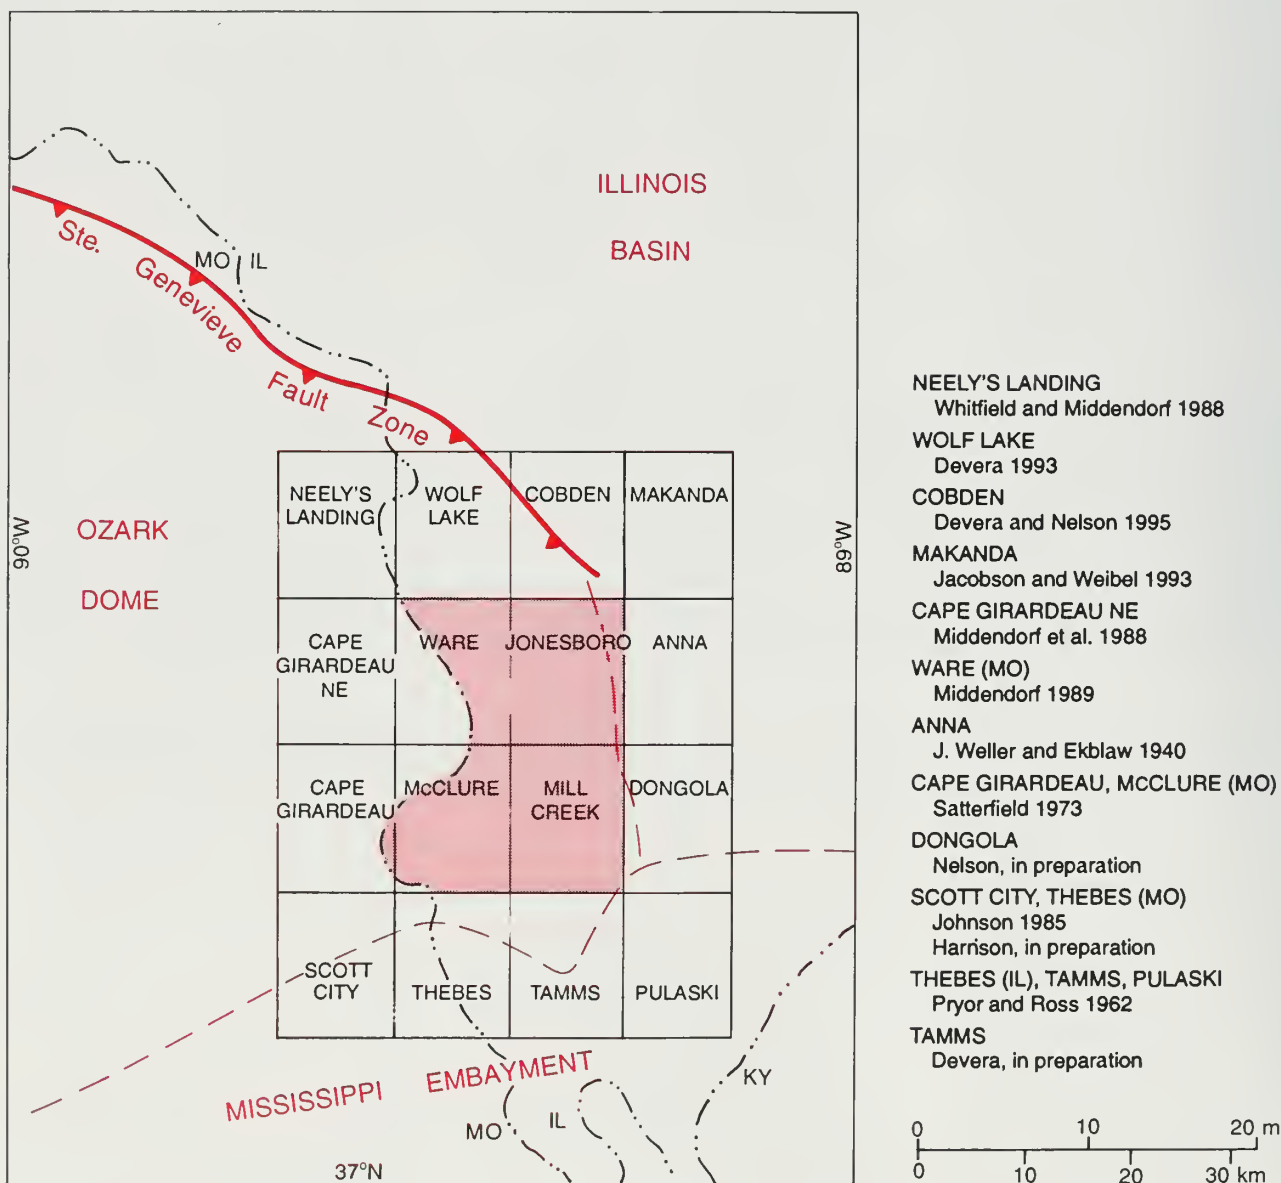 ILLINOIS
BASIN
Ste. Genevieve Fault Zone
MO IL
OZARK
DOME
90°W
89°W
NEELY'S
LANDING
WOLF
LAKE
COBDEN
MAKANDA
CAPE
GIRARDEAU
NE
WARE
JONESBORO
ANNA
CAPE
GIRARDEAU
McCLURE
MILL
CREEK
DONGOLA
SCOTT
CITY
THEBES
TAMMS
PULASKI
MISSISSIPPI EMBAYMENT
MO
IL
KY
37°N
NEELY'S LANDING
Whitfield and Middendorf 1988
WOLF LAKE
Devera 1993
COBDEN
Devera and Nelson 1995
MAKANDA
Jacobson and Weibel 1993
CAPE GIRARDEAU NE
Middendorf et al. 1988
WARE (MO)
Middendorf 1989
ANNA
J. Weller and Ekblaw 1940
CAPE GIRARDEAU, McCLURE (MO)
Satterfield 1973
DONGOLA
Nelson, in preparation
SCOTT CITY, THEBES (MO)
Johnson 1985
Harrison, in preparation
THEBES (IL), TAMMS, PULASKI
Pryor and Ross 1962
TAMMS
Devera, in preparation
0 10 20 m
0 10 20 30 km